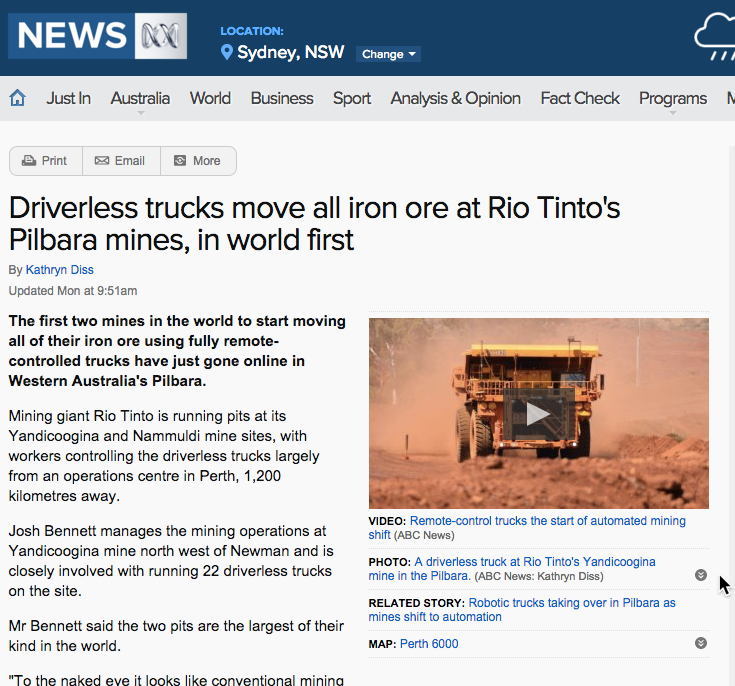 NEWS
LOCATION:
Sydney, NSW Change
Just In Australia World Business Sport Analysis & Opinion Fact Check Programs M
Print Email More
Driverless trucks move all iron ore at Rio Tinto's
Pilbara mines, in world first
By Kathryn Diss
Updated Mon at 9:51am
The first two mines in the world to start moving
all of their iron ore using fully remote-
controlled trucks have just gone online in
Western Australia's Pilbara.
Mining giant Rio Tinto is running pits at its
Yandicoogina and Nammuldi mine sites, with
workers controlling the driverless trucks largely
from an operations centre in Perth, 1,200
kilometres away.
Josh Bennett manages the mining operations at
Yandicoogina mine north west of Newman and is
closely involved with running 22 driverless trucks
on the site.
Mr Bennett said the two pits are the largest of their
kind in the world.
"To the naked eye it looks like conventional mining
VIDEO: Remote-control trucks the start of automated mining
shift (ABC News)
PHOTO: A driverless truck at Rio Tinto's Yandicoogina
mine in the Pilbara. (ABC News: Kathryn Diss)
RELATED STORY: Robotic trucks taking over in Pilbara as
mines shift to automation
MAP: Perth 6000